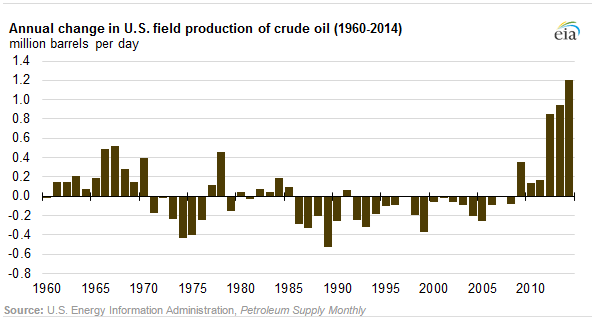 Annual change in U.S. field production of crude oil (1960-2014)
million barrels per day
eia
1.4
1.2
1.0
0.8
0.6
0.4
0.2
0.0
-0.2
-0.4
-0.6
-0.8
1960 1965 1970 1975 1980 1985 1990 1995 2000 2005 2010
Source: U.S. Energy Information Administration, Petroleum Supply Monthly